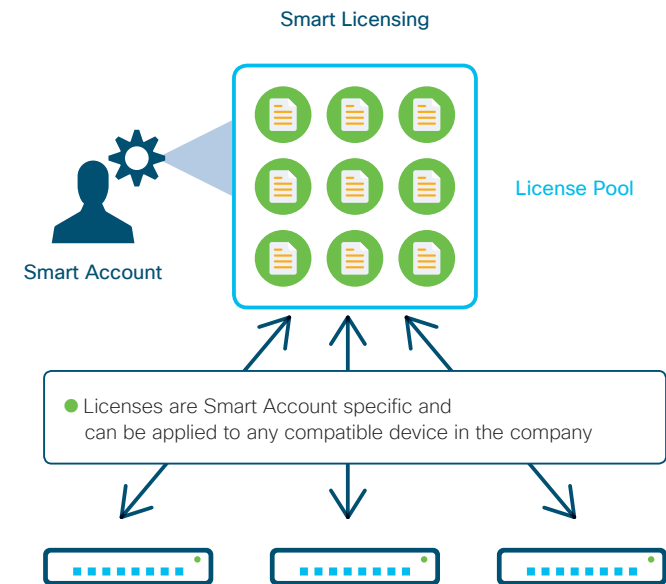 Smart Licensing
License Pool
Smart Account
Licenses are Smart Account specific and
can be applied to any compatible device in the company